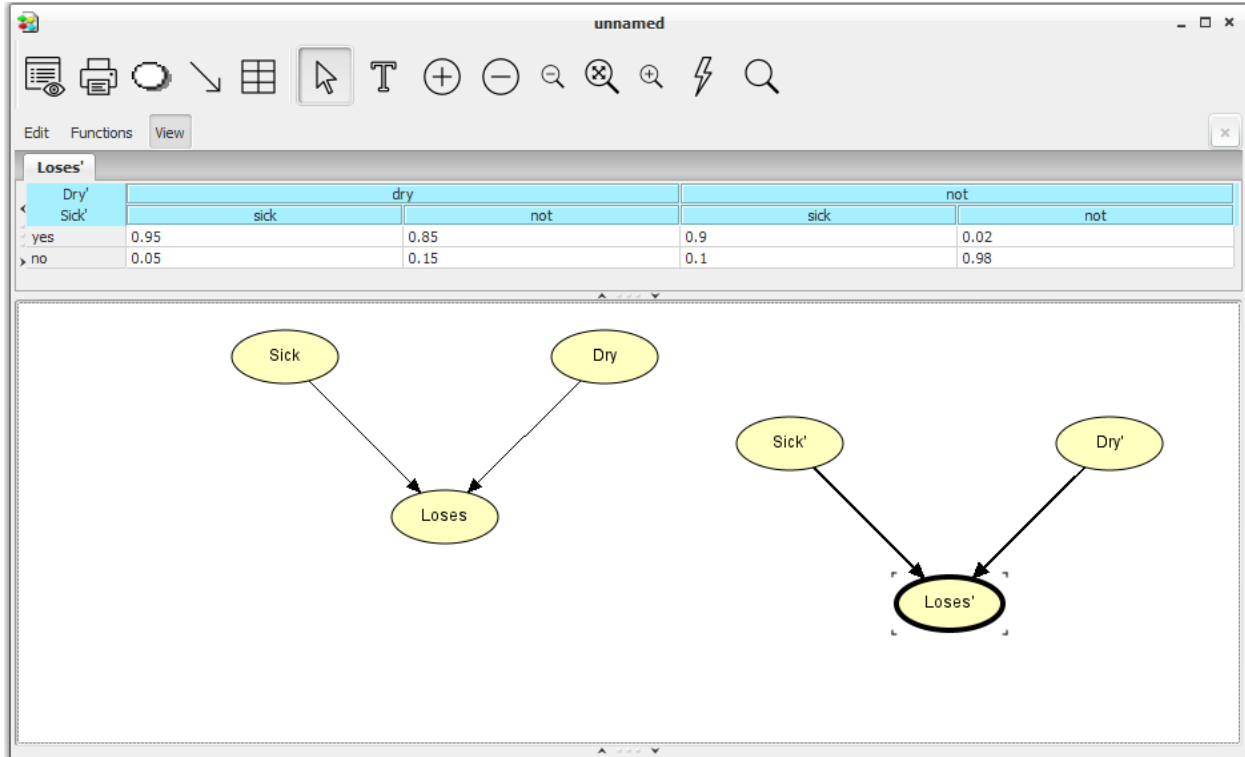 unnamed
T
Edit Functions View
Loses'
Dry' dry not
Sick' sick not sick not
yes 0.95 0.85 0.9 0.02
no 0.05 0.15 0.1 0.98
Sick Dry
Sick' Dry'
Loses
Loses'